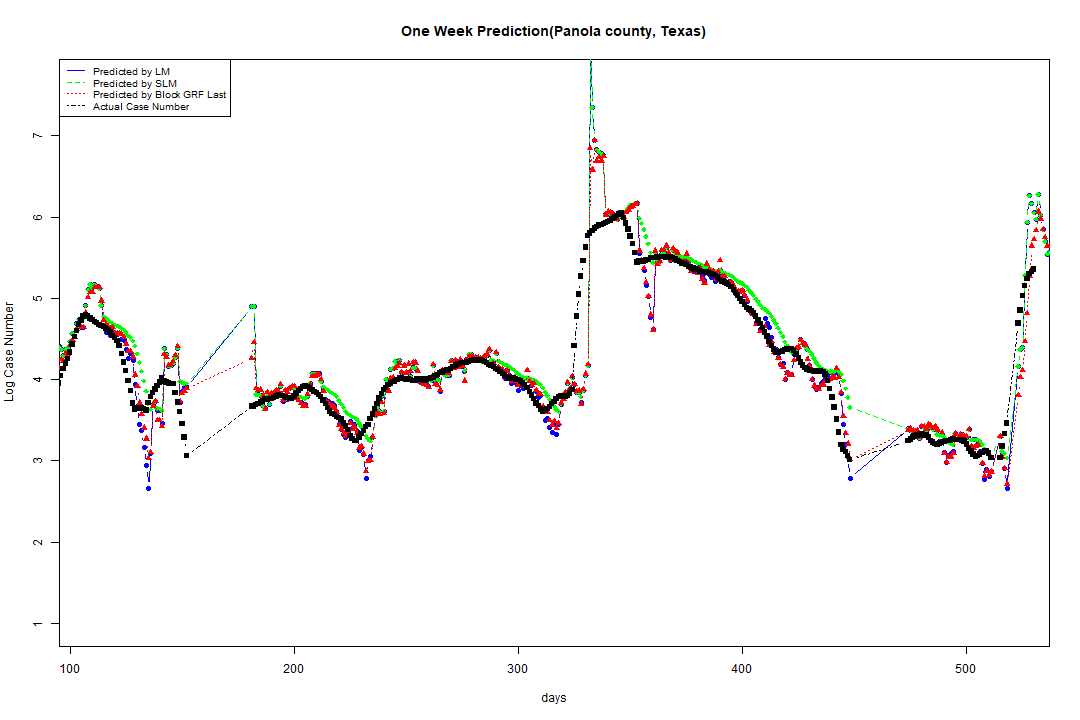 One Week Prediction(Panola county, Texas)
Predicted by LM
Predicted by SLM
Predicted by Block GRF Last
Actual Case Number
7
6
5
4
3
2
1
Log Case Number
100 200 300 400 500
days